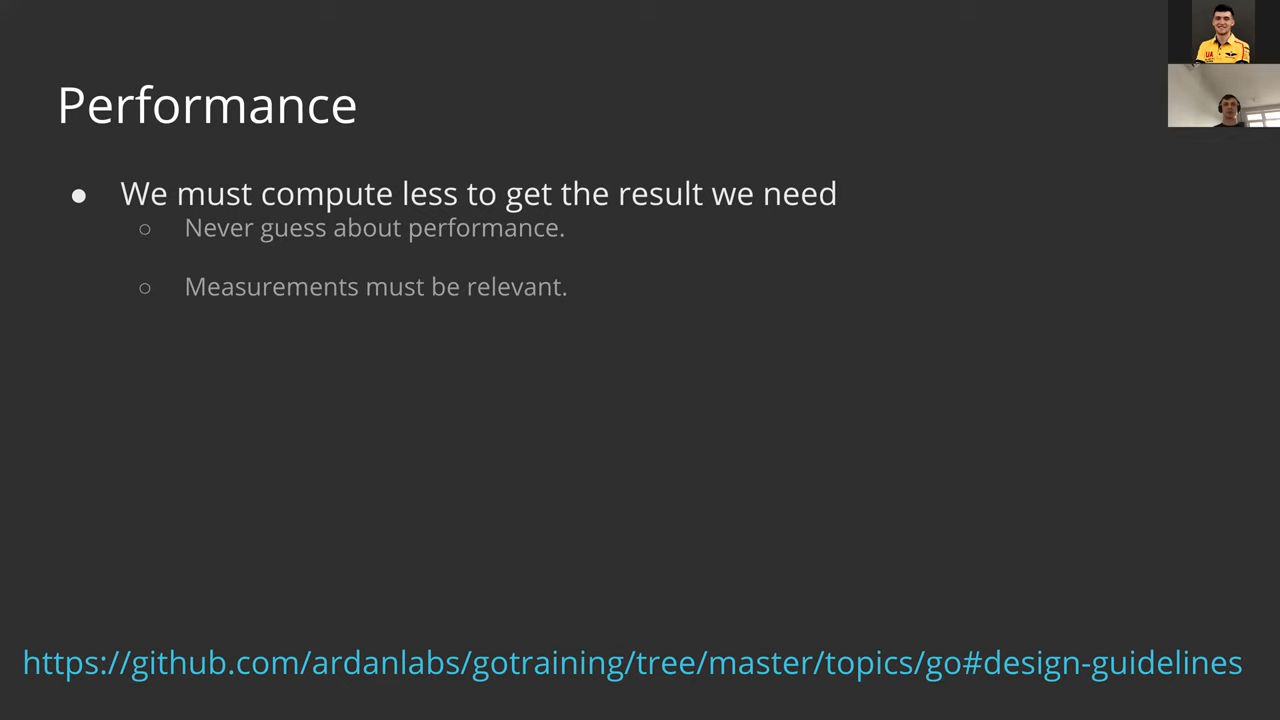 Performance
● We must compute less to get the result we need
○ Never guess about performance.
○ Measurements must be relevant.
https://github.com/ardanlabs/gotraining/tree/master/topics/go#design-guidelines
UA